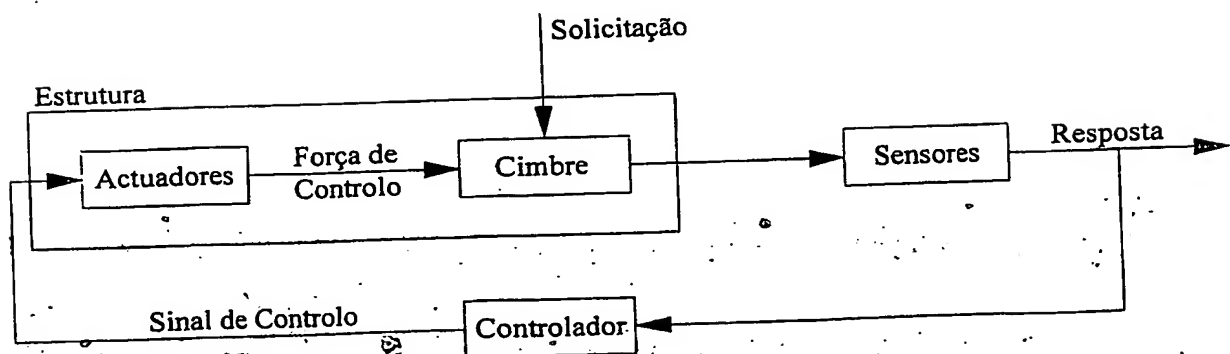 Solicitação
Estrutura
Actuadores
Força de
Controlo
Cimbre
Sensores
Resposta
Sinal de Controlo
Controlador